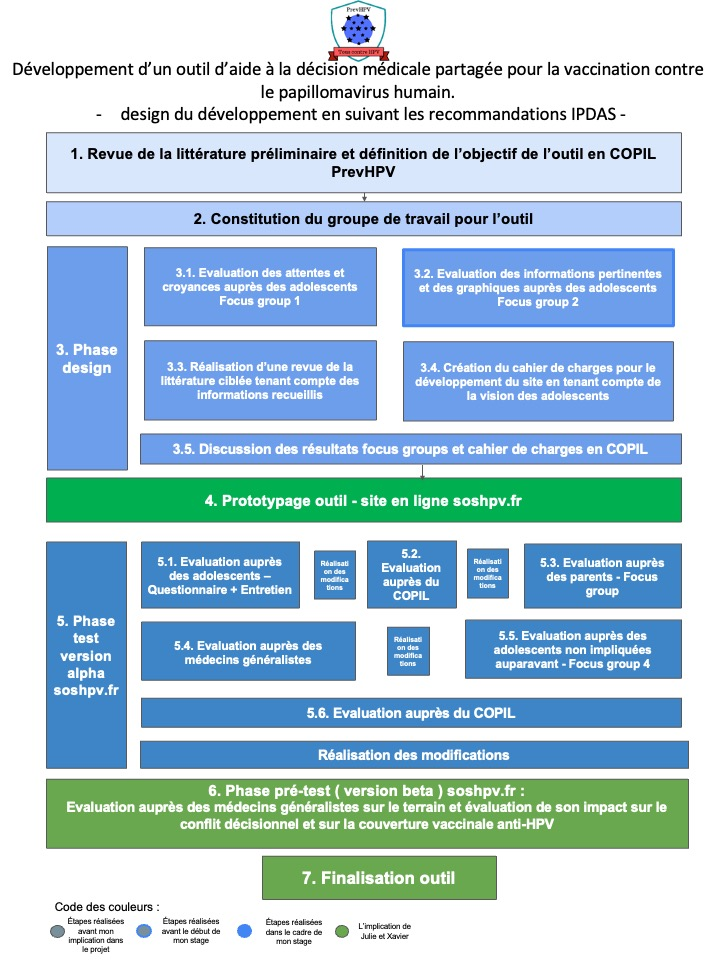 PrevHPV
Tous contre HPV
Développement d’un outil d’aide à la décision médicale partagée pour la vaccination contre
le papillomavirus humain.
- design du développement en suivant les recommandations IPDAS -
1. Revue de la littérature préliminaire et définition de l’objectif de l’outil en COPIL
PrevHPV
2. Constitution du groupe de travail pour l’outil
3. Phase
design
3.1. Evaluation des attentes et
croyances auprès des adolescents
Focus group 1
3.2. Evaluation des informations pertinentes
et des graphiques auprès des adolescents
Focus group 2
3.3. Réalisation d’une revue de la
littérature ciblée tenant compte des
informations recueillis
3.4. Création du cahier de charges pour le
développement du site en tenant compte de
la vision des adolescents
3.5. Discussion des résultats focus groups et cahier de charges en COPIL
4. Prototypage outil - site en ligne soshpv.fr
5. Phase
test
version
alpha
soshpv.fr
5.1. Evaluation auprès
des adolescents –
Questionnaire + Entretien
Réalisati
on des
modifica
tions
5.2.
Evaluation
auprès du
COPIL
Réalisati
on des
modifica
tions
5.3. Evaluation auprès
des parents - Focus
group
5.4. Evaluation auprès des
médecins généralistes
Réalisati
on des
modifica
tions
5.5. Evaluation auprès des
adolescents non impliquées
auparavant - Focus group 4
5.6. Evaluation auprès du COPIL
Réalisation des modifications
6. Phase pré-test ( version beta ) soshpv.fr :
Evaluation auprès des médecins généralistes sur le terrain et évaluation de son impact sur le
conflit décisionnel et sur la couverture vaccinale anti-HPV
7. Finalisation outil
Code des couleurs :
Étapes réalisées
avant mon
implication dans
le projet
Étapes réalisées
avant le début de
mon stage
Étapes réalisées
dans le cadre de
mon stage
L’implication de
Julie et Xavier